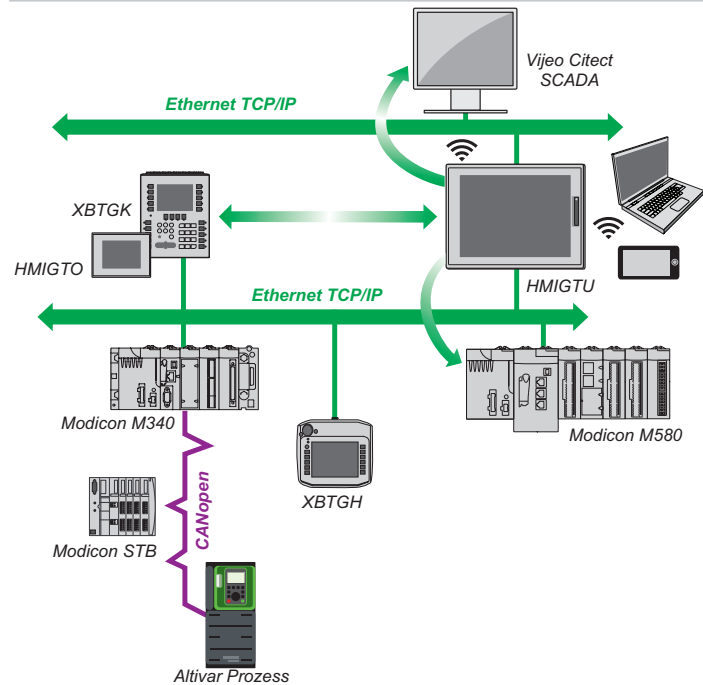 Vijeo Citect
SCADA
Ethernet TCP/IP
XBTGK
HMIGTO
HMIGTU
Ethernet TCP/IP
Modicon M340
Modicon M580
XBTGH
CANopen
Modicon STB
Altivar Prozess